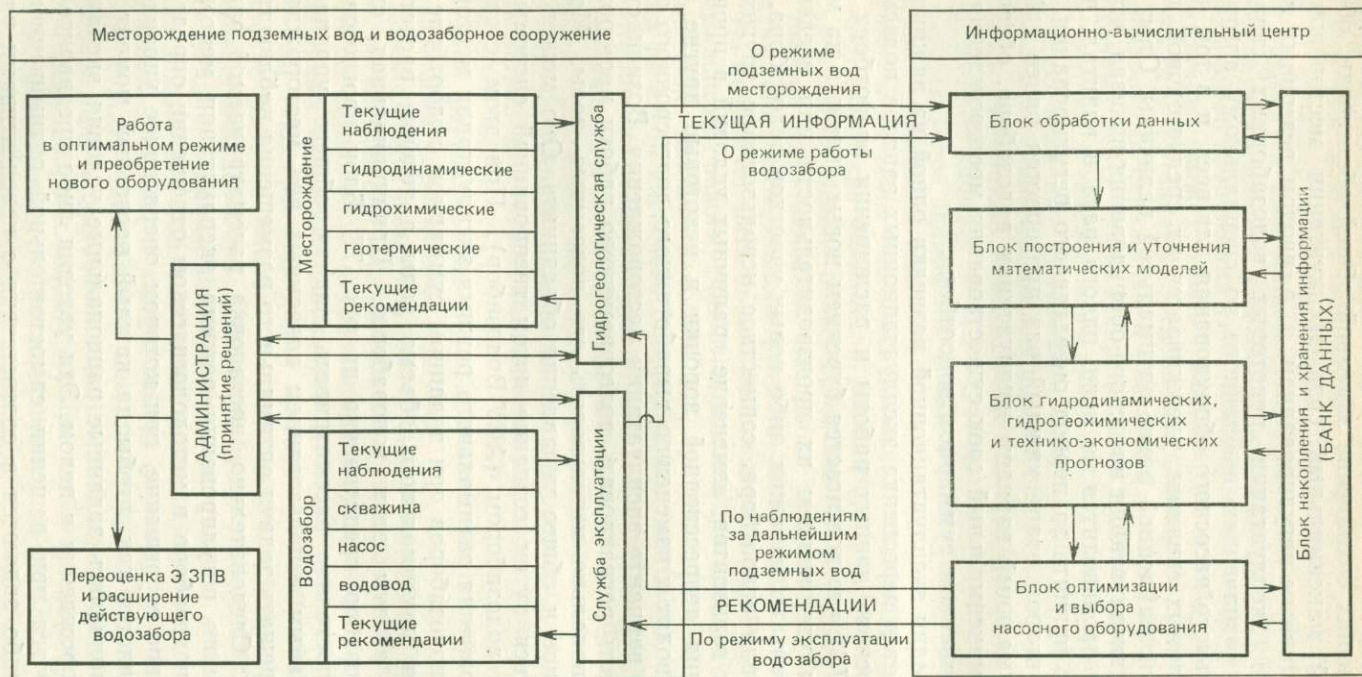 Месторождение подземных вод и водозаборное сооружение
Работа
в оптимальном режиме
и преобретение
нового оборудования
АДМИНИСТРАЦИЯ
(принятие решений)
Переоценка Э ЗПВ
и расширение
действующего
водозабора
Месторождение
Текущие
наблюдения
гидродинамические
гидрохимические
геотермические
Текущие
рекомендации
Водозабор
Текущие
наблюдения
скважина
насос
водовод
Текущие
рекомендации
Гидрогеологическая служба
Служба эксплуатации
О режиме
подземных вод
месторождения
ТЕКУЩАЯ ИНФОРМАЦИЯ
О режиме работы
водозабора
По наблюдениям
за дальнейшим
режимом
подземных вод
РЕКОМЕНДАЦИИ
По режиму эксплуатации
водозабора
Информационно-вычислительный центр
Блок обработки данных
Блок построения и уточнения
математических моделей
Блок гидродинамических,
гидрогеохимических
и технико-экономических
прогнозов
Блок оптимизации
и выбора
насосного оборудования
Блок накопления и хранения информации
(БАНК ДАННЫХ)